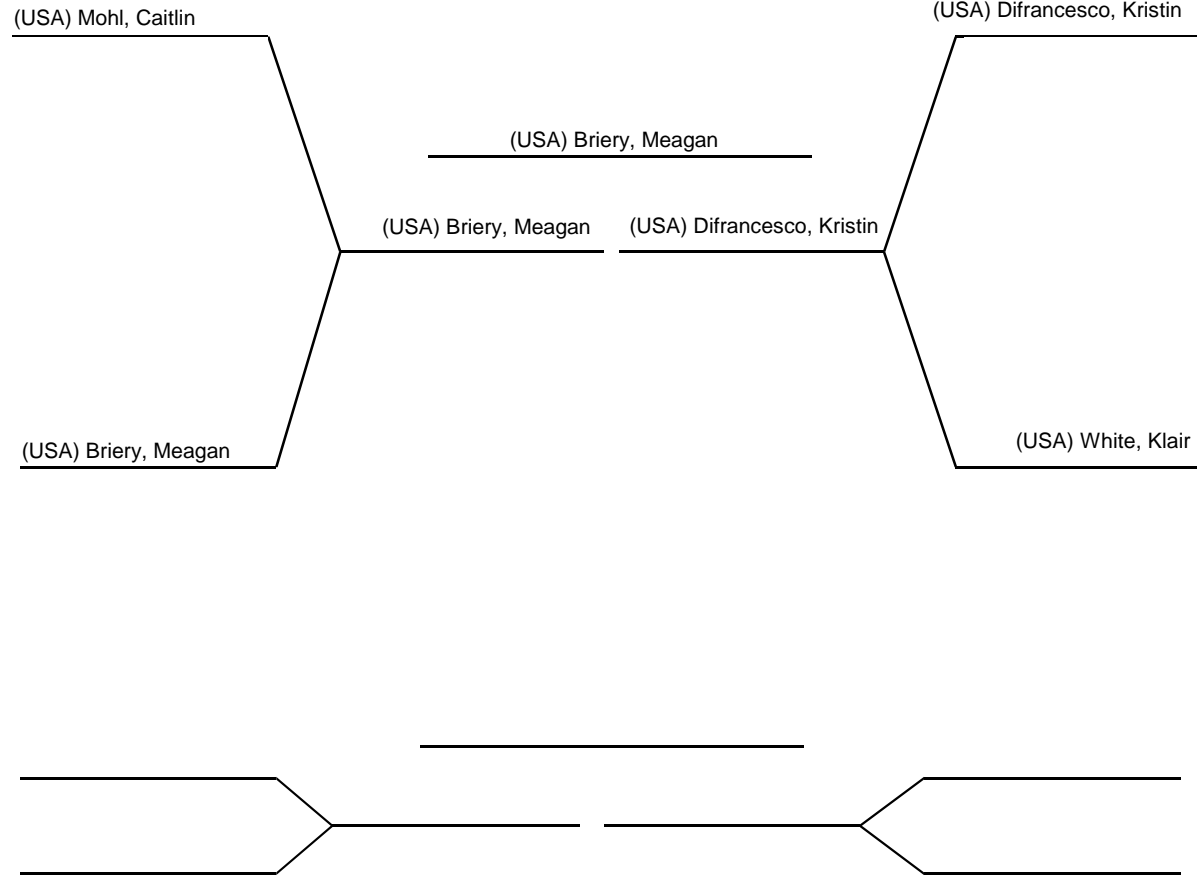 (USA) Mohl, Caitlin
(USA) Difrancesco, Kristin
(USA) Briery, Meagan
(USA) Briery, Meagan
(USA) Difrancesco, Kristin
(USA) Briery, Meagan
(USA) White, Klair